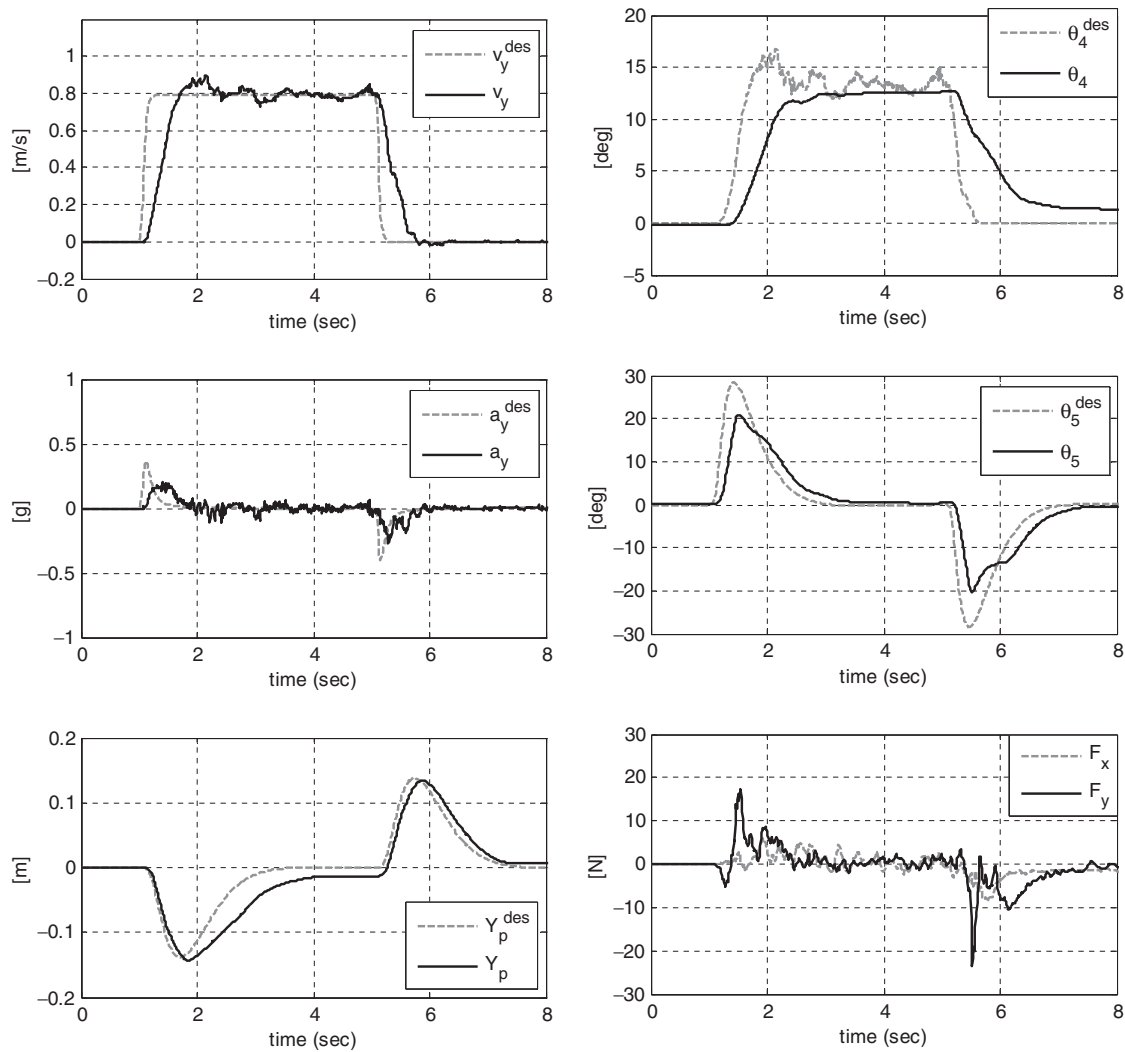 1
0.8
0.6
0.4
0.2
0
−0.2
[m/s]
0 2 4 6 8
time (sec)
v_y^des
v_y
20
15
10
5
0
−5
[deg]
0 2 4 6 8
time (sec)
θ_4^des
θ_4
1
0.5
0
−0.5
−1
[g]
0 2 4 6 8
time (sec)
a_y^des
a_y
30
20
10
0
−10
−20
−30
[deg]
0 2 4 6 8
time (sec)
θ_5^des
θ_5
0.2
0.1
0
−0.1
−0.2
[m]
0 2 4 6 8
time (sec)
Y_p^des
Y_p
30
20
10
0
−10
−20
−30
[N]
0 2 4 6 8
time (sec)
F_x
F_y